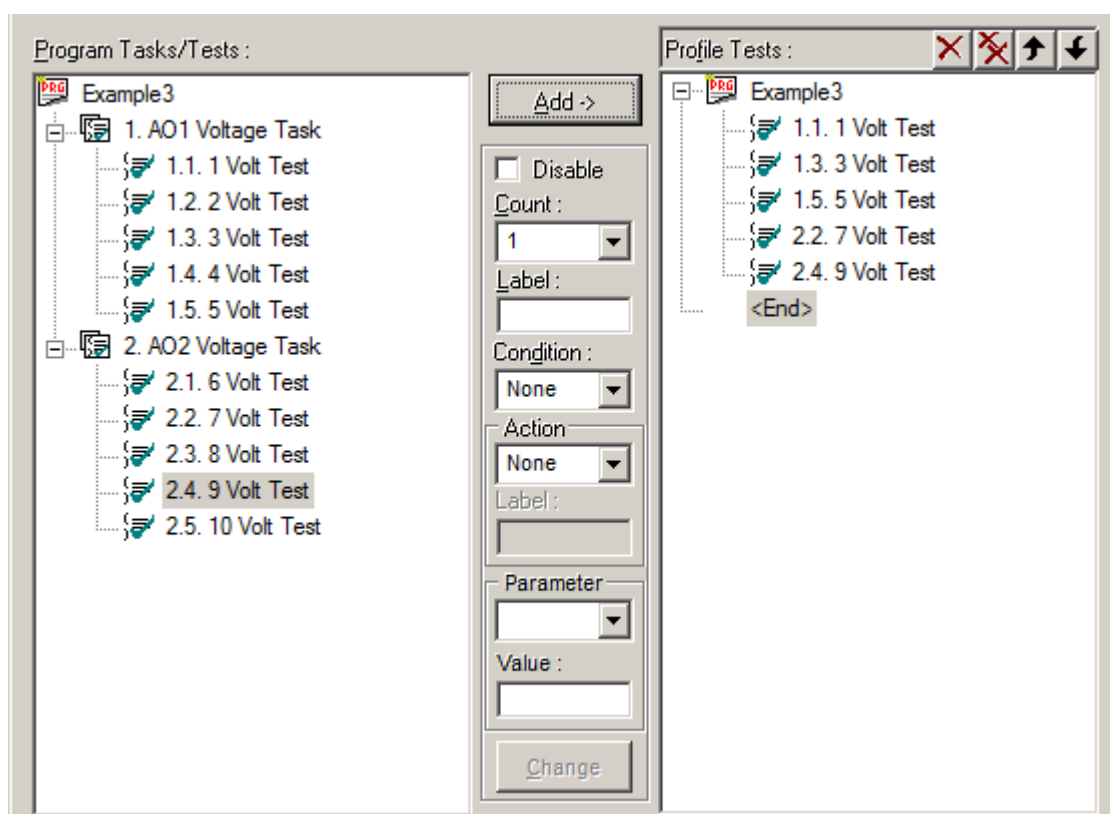 Program Tasks/Tests :
PRG Example3
1. AO1 Voltage Task
1.1. 1 Volt Test
1.2. 2 Volt Test
1.3. 3 Volt Test
1.4. 4 Volt Test
1.5. 5 Volt Test
2. AO2 Voltage Task
2.1. 6 Volt Test
2.2. 7 Volt Test
2.3. 8 Volt Test
2.4. 9 Volt Test
2.5. 10 Volt Test
Add ->
Disable
Count :
1
Label :
Condition :
None
Action
None
Label :
Parameter
Value :
Change
Profile Tests :
PRG Example3
1.1. 1 Volt Test
1.3. 3 Volt Test
1.5. 5 Volt Test
2.2. 7 Volt Test
2.4. 9 Volt Test
<End>